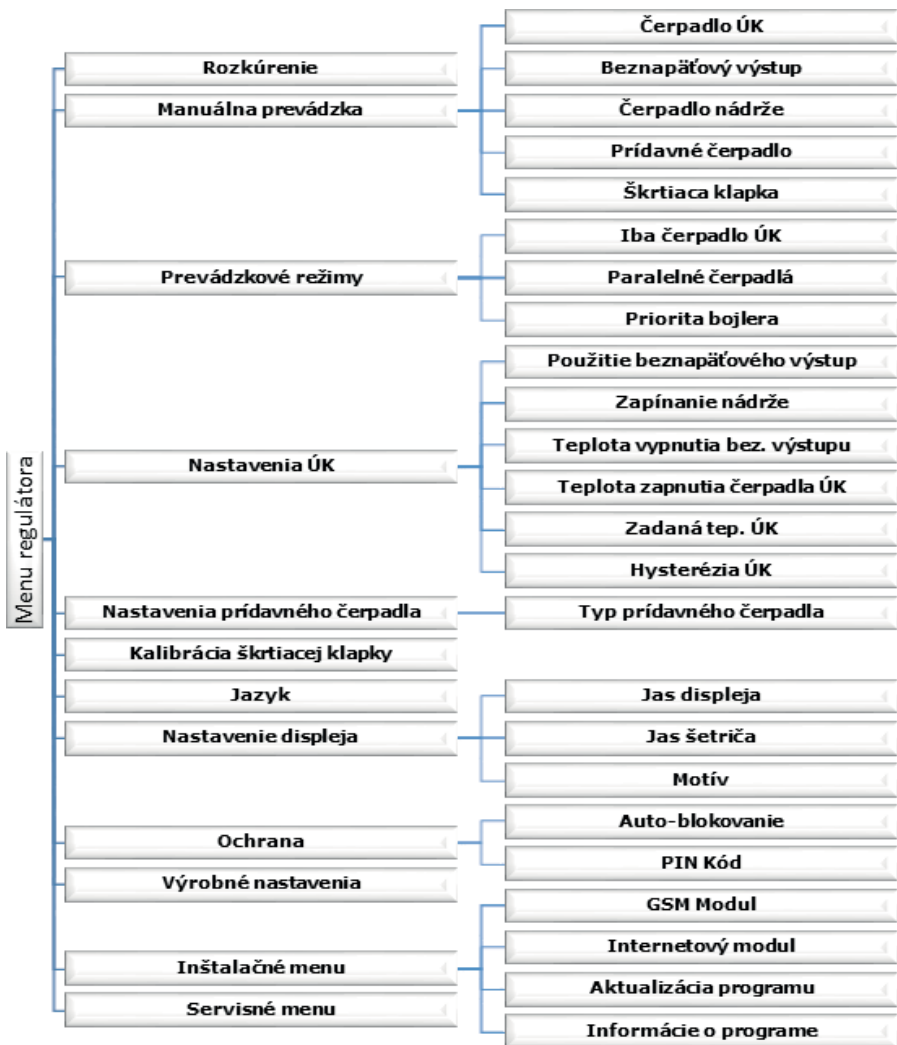 Menu regulátora
Rozkúrenie
Manuálna prevádzka
Čerpadlo ÚK
Beznapäťový výstup
Čerpadlo nádrže
Prídavné čerpadlo
Škrtiaca klapka
Prevádzkové režimy
Iba čerpadlo ÚK
Paralelné čerpadlá
Priorita bojlera
Nastavenia ÚK
Použitie beznapäťového výstup
Zapínanie nádrže
Teplota vypnutia bez. výstupu
Teplota zapnutia čerpadla ÚK
Zadaná tep. ÚK
Hysterézia ÚK
Nastavenia prídavného čerpadla
Typ prídavného čerpadla
Kalibrácia škrtiacej klapky
Jazyk
Nastavenie displeja
Jas displeja
Jas šetriča
Motív
Ochrana
Auto-blokovanie
PIN Kód
Výrobné nastavenia
Inštalačné menu
GSM Modul
Internetový modul
Aktualizácia programu
Informácie o programe
Servisné menu